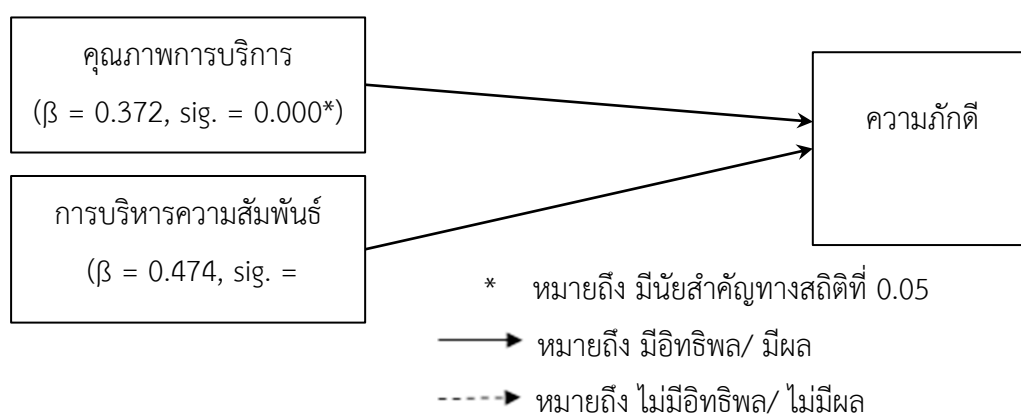 คุณภาพการบริการ
(β = 0.372, sig. = 0.000*)
ความภักดี
การบริหารความสัมพันธ์
(β = 0.474, sig. =
* หมายถึง มีนัยสำคัญทางสถิติที่ 0.05
หมายถึง มีอิทธิพล/ มีผล
หมายถึง ไม่มีอิทธิพล/ ไม่มีผล